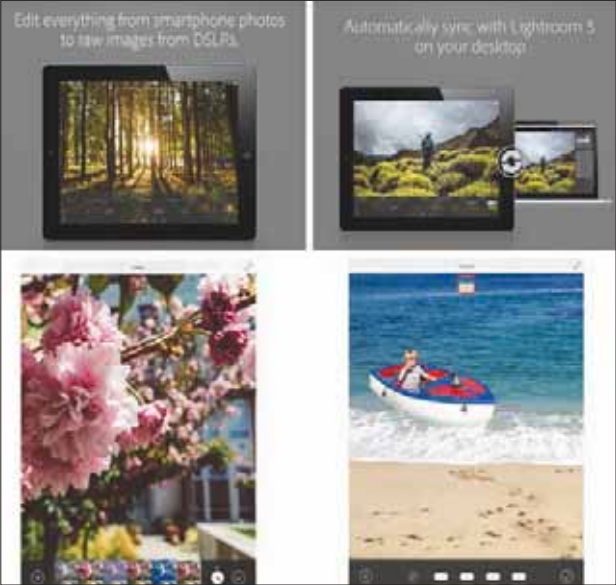 Edit everything from smartphone photos
to raw images from DSLRs.
Automatically sync with Lightroom 5
on your desktop